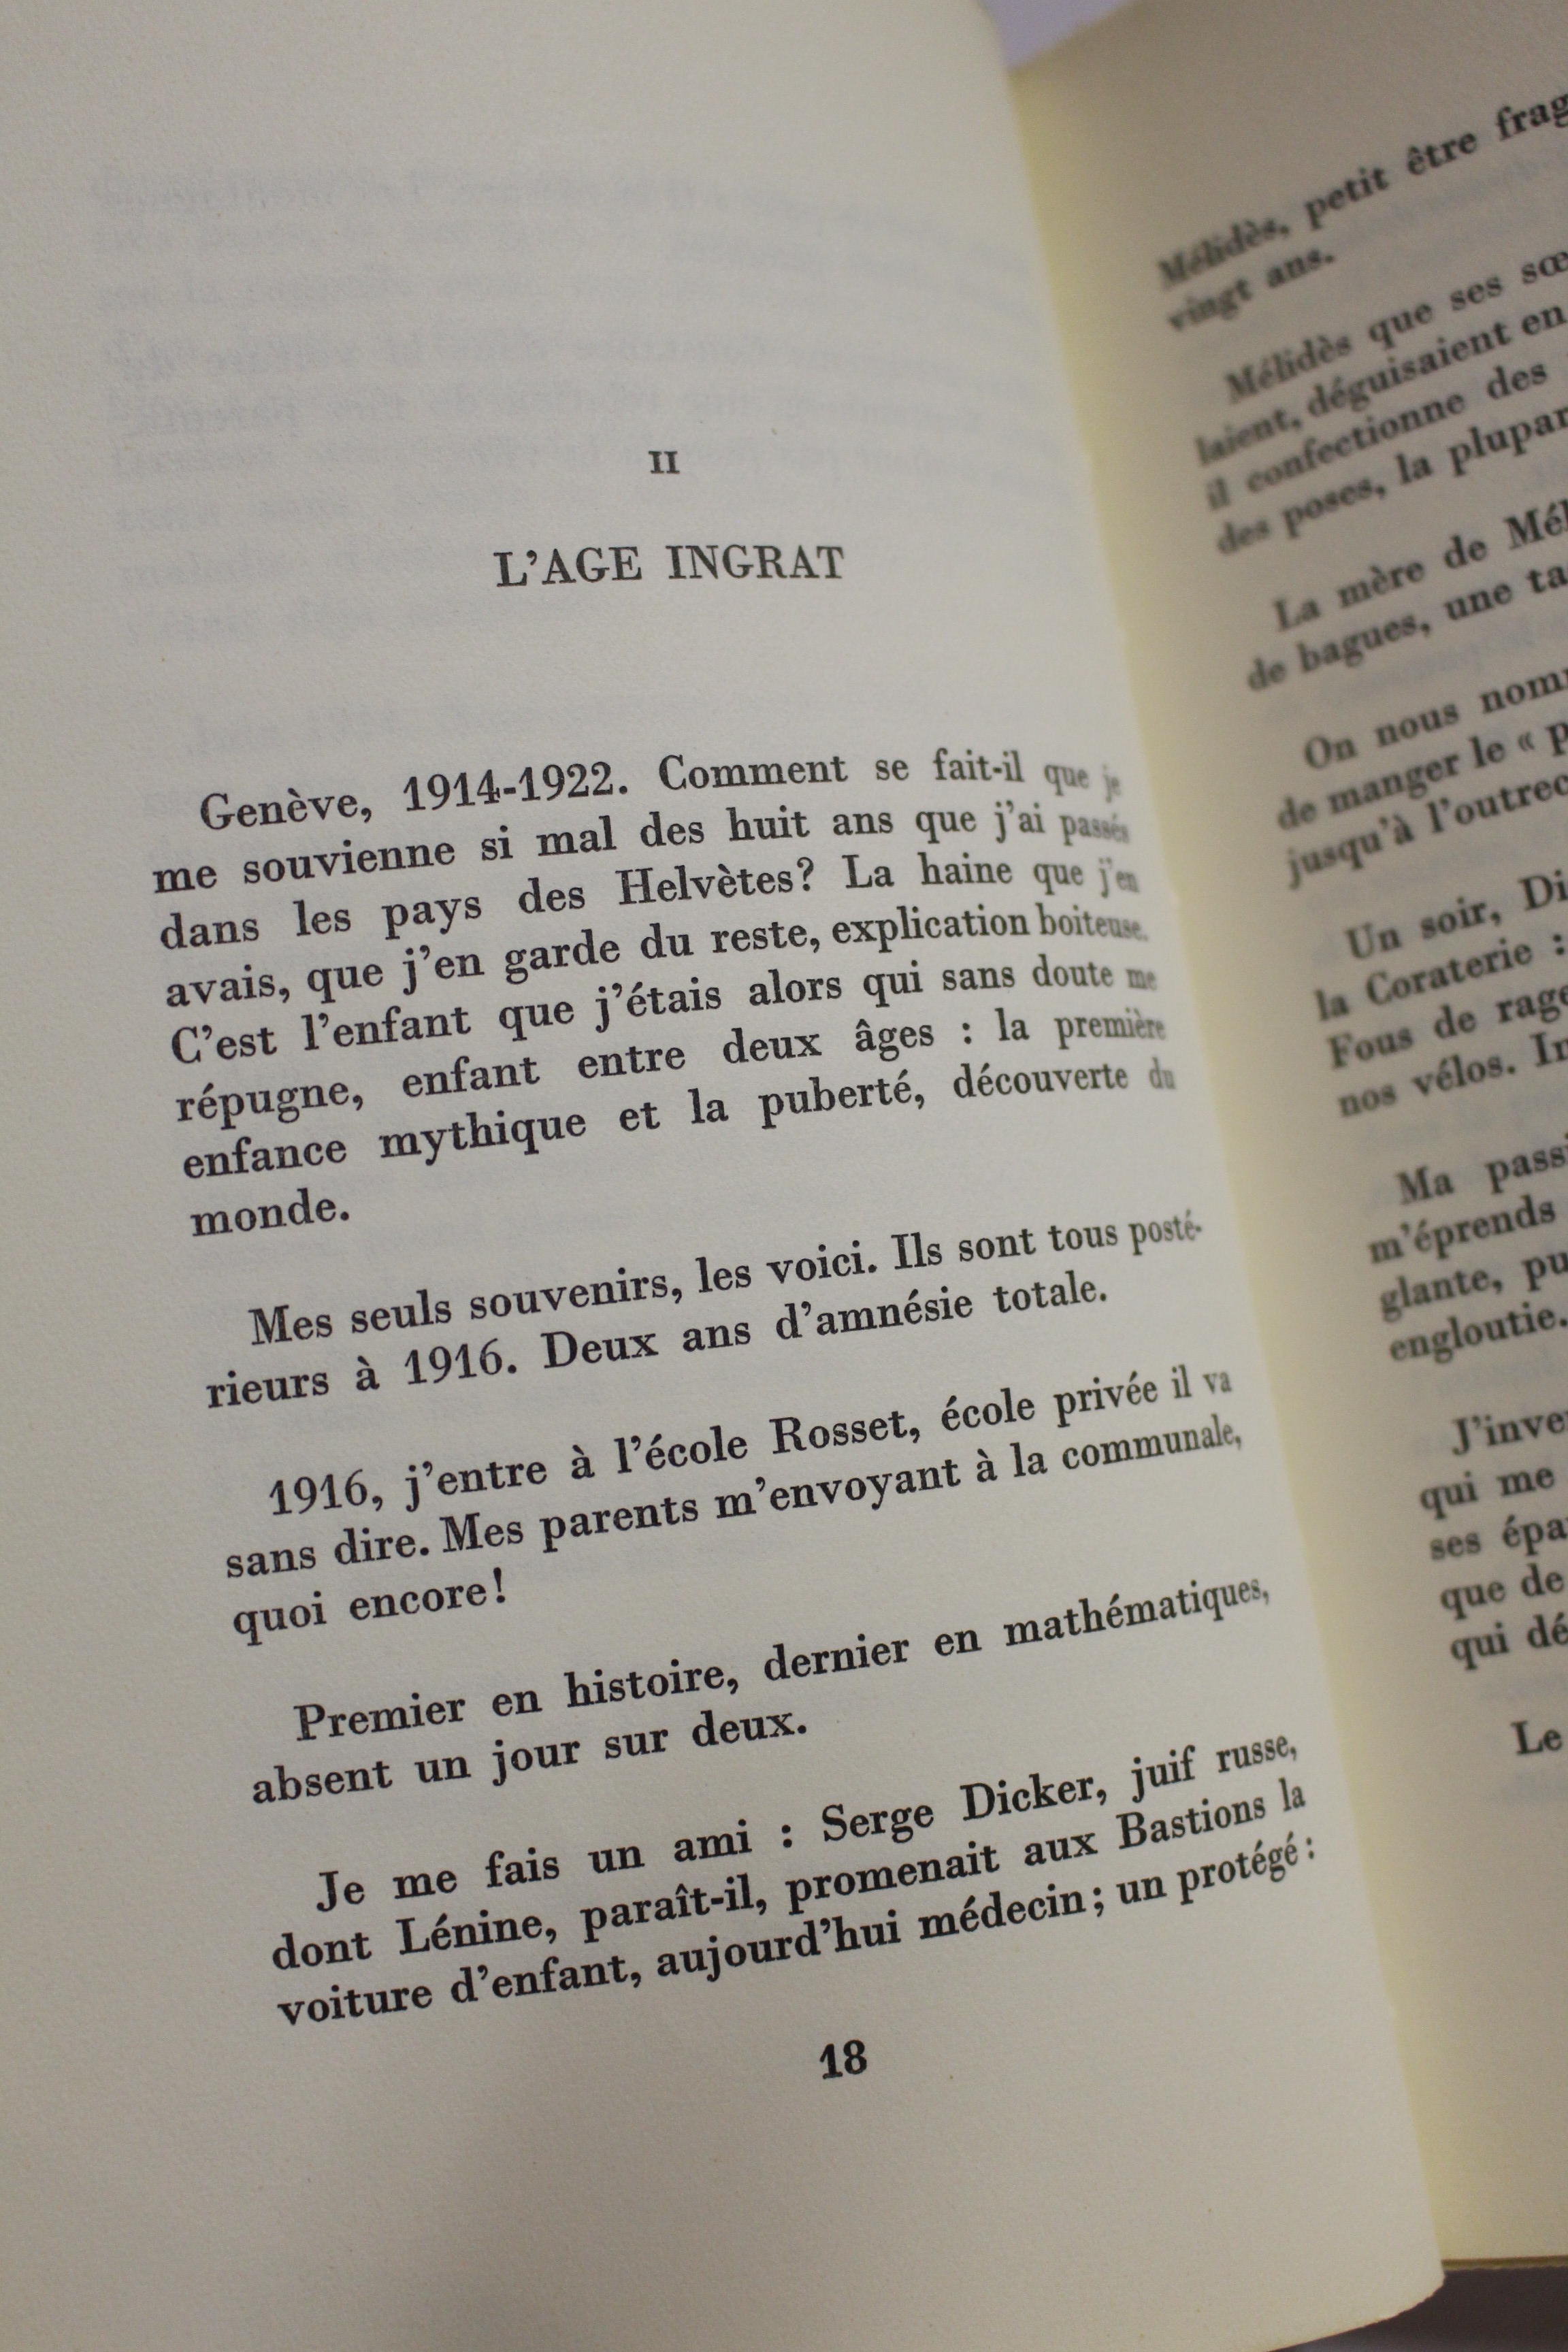 II
L'AGE INGRAT
Genève, 1914-1922. Comment se fait-il que je
me souvienne si mal des huit ans que j'ai passés
dans les pays des Helvètes? La haine que j'en
avais, que j'en garde du reste, explication boiteuse.
C'est l'enfant que j'étais alors qui sans doute me
répugne, enfant entre deux âges : la première
enfance mythique et la puberté, découverte du
monde.
Mes seuls souvenirs, les voici. Ils sont tous posté-
rieurs à 1916. Deux ans d'amnésie totale.
1916, j'entre à l'école Rosset, école privée il va
sans dire. Mes parents m'envoyant à la communale,
quoi encore!
Premier en histoire, dernier en mathématiques,
absent un jour sur deux.
Je me fais un ami : Serge Dicker, juif russe,
dont Lénine, paraît-il, promenait aux Bastions la
voiture d'enfant, aujourd'hui médecin; un protégé :
18
Mélidès, petit être frag
vingt ans.
Mélidès que ses sœ
laient, déguisaient en
il confectionne des
des poses, la plupar
La mère de Mél
de bagues, une ta
On nous nom
de manger le « p
jusqu'à l'outrec
Un soir, Di
la Coraterie :
Fous de rage
nos vélos. In
Ma passi
m'éprends
glante, pu
engloutie.
J'inve
qui me
ses épa
que de
qui dé
Le